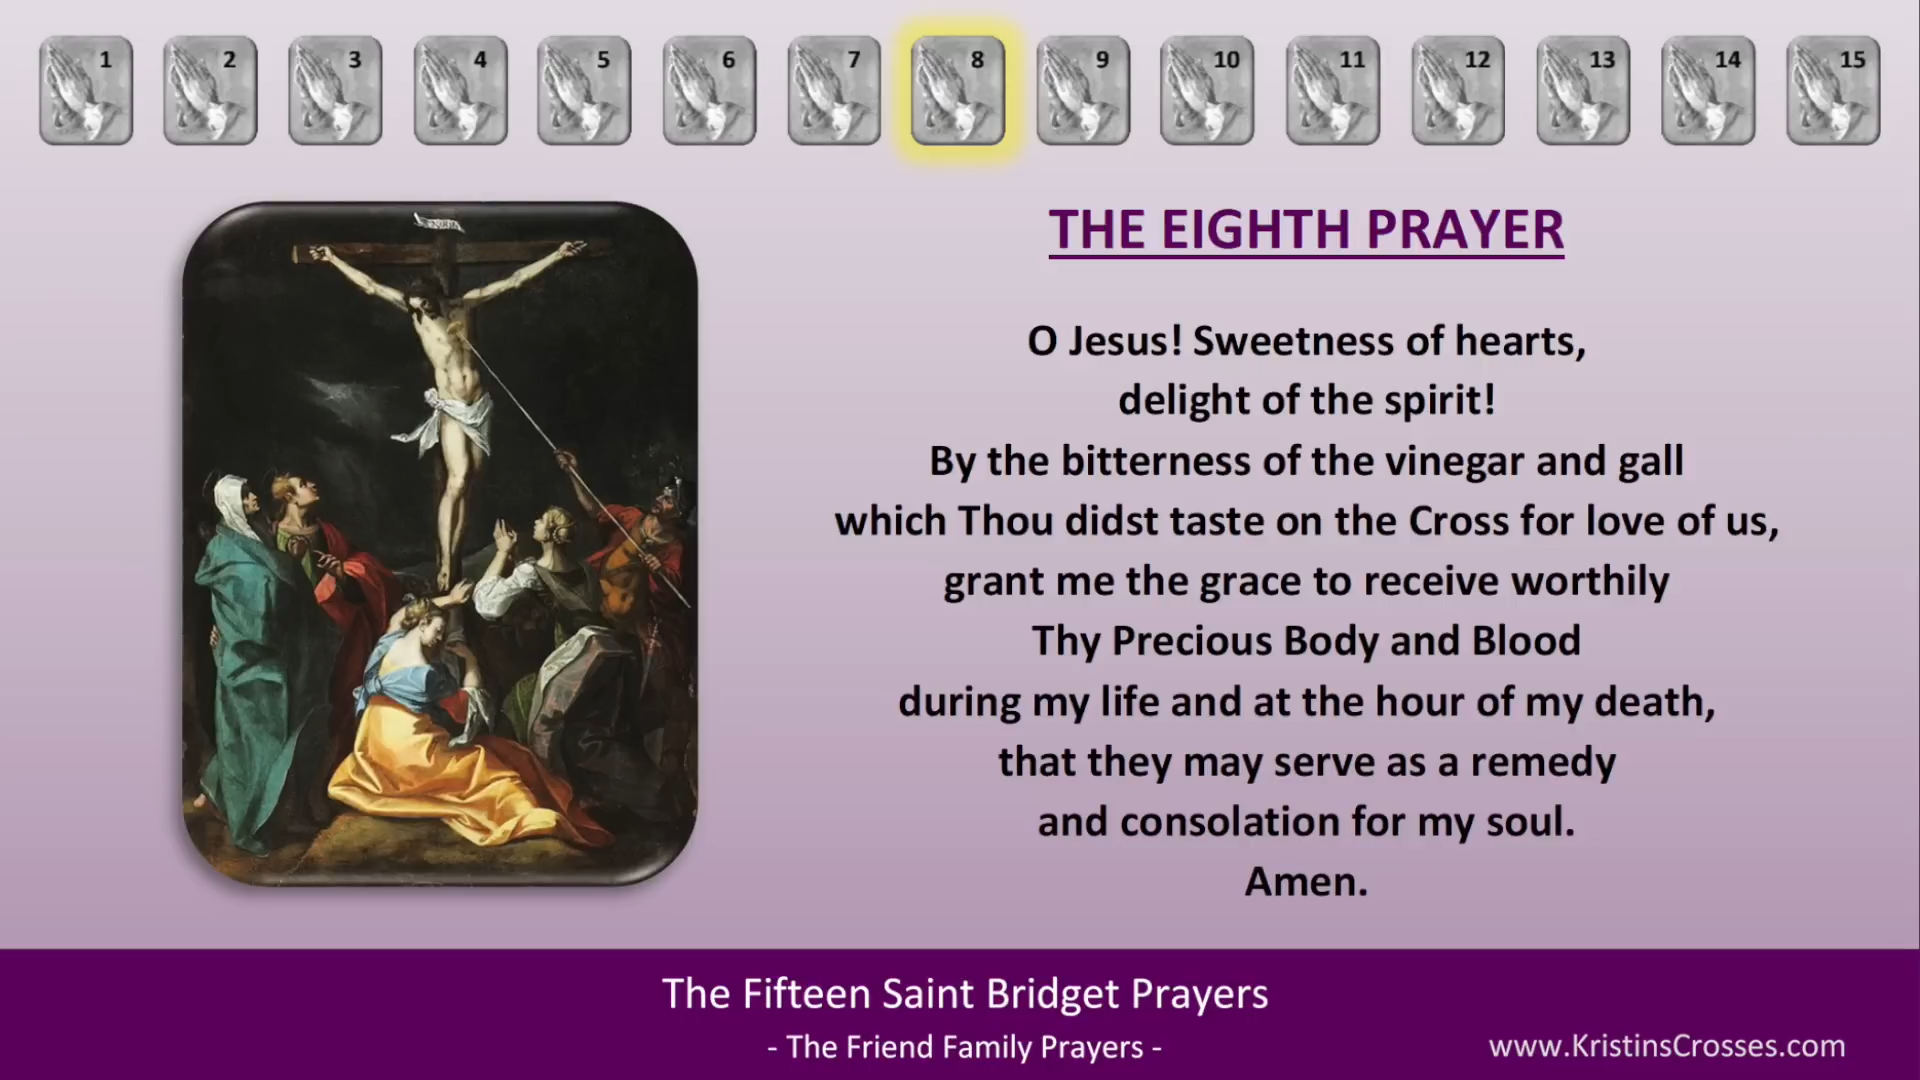 1 2 3 4 5 6 7 8 9 10 11 12 13 14 15
THE EIGHTH PRAYER
O Jesus! Sweetness of hearts,
delight of the spirit!
By the bitterness of the vinegar and gall
which Thou didst taste on the Cross for love of us,
grant me the grace to receive worthily
Thy Precious Body and Blood
during my life and at the hour of my death,
that they may serve as a remedy
and consolation for my soul.
Amen.
The Fifteen Saint Bridget Prayers
- The Friend Family Prayers -
www.KristinsCrosses.com